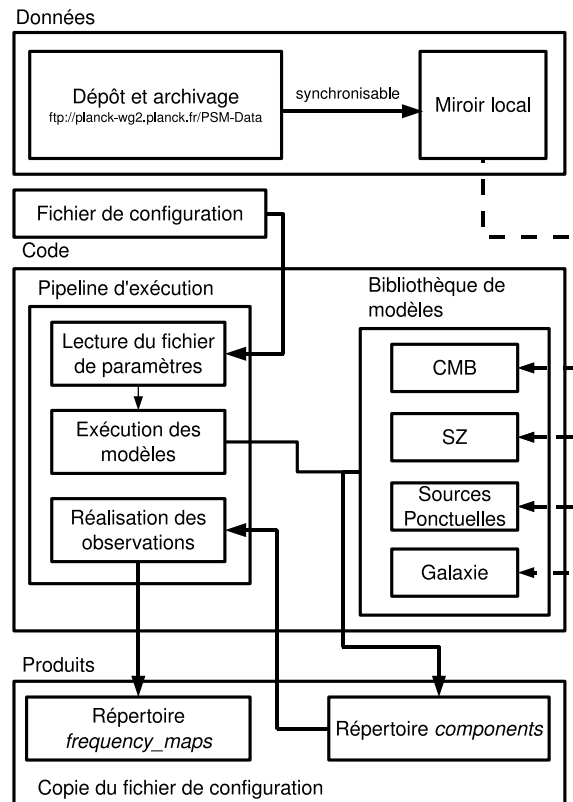 Données
Dépôt et archivage
ftp://planck-wg2.planck.fr/PSM-Data
synchronisable
Miroir local
Fichier de configuration
Code
Pipeline d'exécution
Bibliothèque de
modèles
Lecture du fichier
de paramètres
Exécution des
modèles
Réalisation des
observations
CMB
SZ
Sources
Ponctuelles
Galaxie
Produits
Répertoire
frequency_maps
Répertoire components
Copie du fichier de configuration